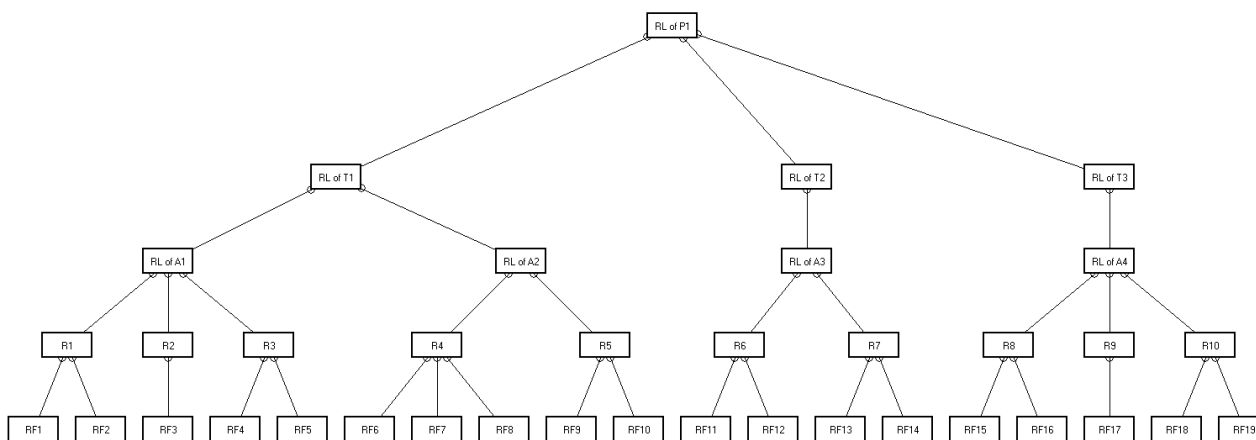 RL of P1
RL of T1
RL of T2
RL of T3
RL of A1
RL of A2
RL of A3
RL of A4
R1
R2
R3
R4
R5
R6
R7
R8
R9
R10
RF1
RF2
RF3
RF4
RF5
RF6
RF7
RF8
RF9
RF10
RF11
RF12
RF13
RF14
RF15
RF16
RF17
RF18
RF19